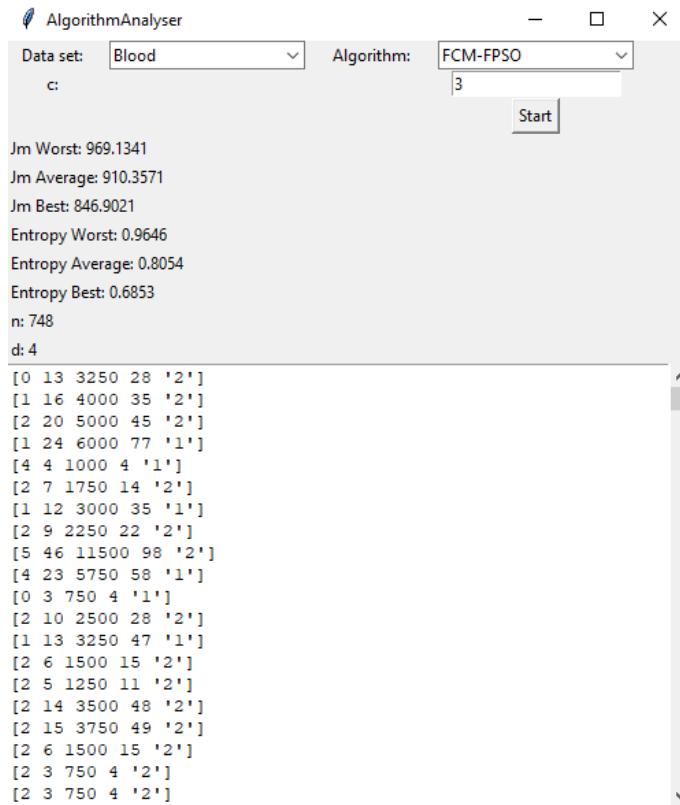 AlgorithmAnalyser
Data set: Blood Algorithm: FCM-FPSO
c: 3
Start
Jm Worst: 969.1341
Jm Average: 910.3571
Jm Best: 846.9021
Entropy Worst: 0.9646
Entropy Average: 0.8054
Entropy Best: 0.6853
n: 748
d: 4
[0 13 3250 28 '2']
[1 16 4000 35 '2']
[2 20 5000 45 '2']
[1 24 6000 77 '1']
[4 4 1000 4 '1']
[2 7 1750 14 '2']
[1 12 3000 35 '1']
[2 9 2250 22 '2']
[5 46 11500 98 '2']
[4 23 5750 58 '1']
[0 3 750 4 '1']
[2 10 2500 28 '2']
[1 13 3250 47 '1']
[2 6 1500 15 '2']
[2 5 1250 11 '2']
[2 14 3500 48 '2']
[2 15 3750 49 '2']
[2 6 1500 15 '2']
[2 3 750 4 '2']
[2 3 750 4 '2']